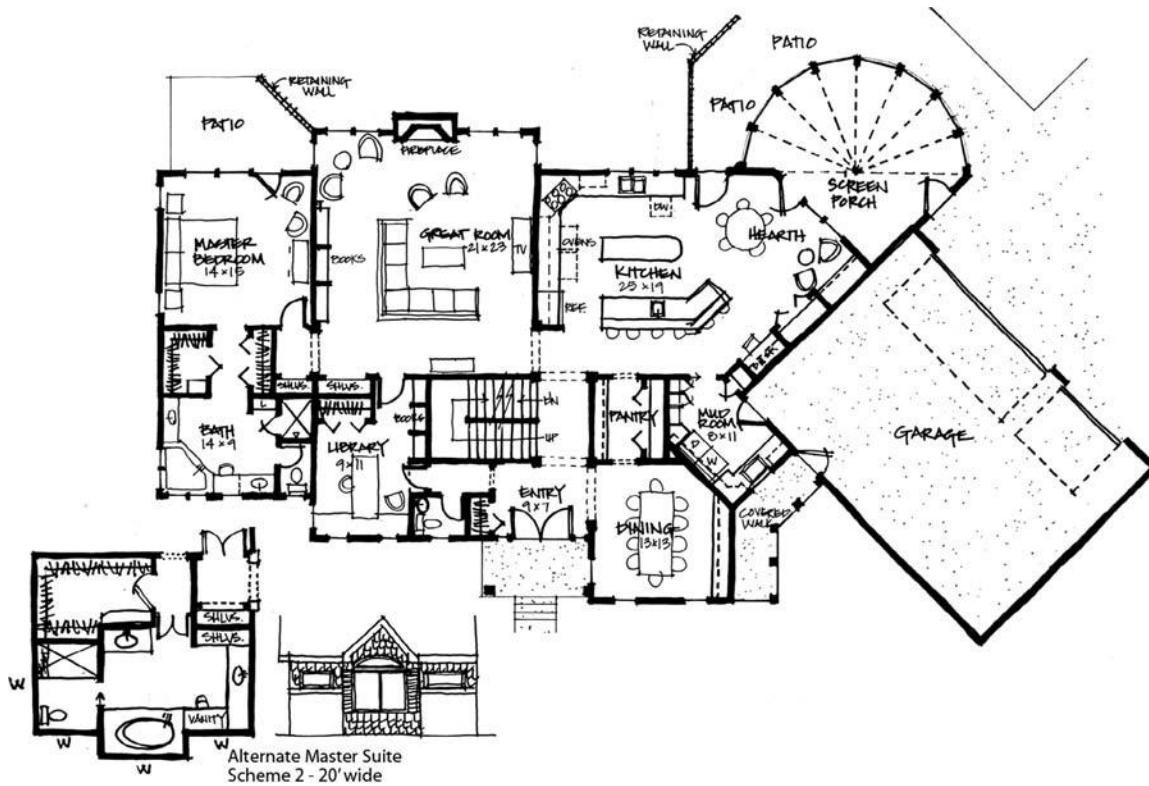 RETAINING
WALL
PATIO
RETAINING
WALL
PATIO
PATIO
FIREPLACE
SCREEN
PORCH
MASTER
BEDROOM
14 x 15
BOOKS
GREAT ROOM
21 x 23
TV
OVENS
DW
HEARTH
KITCHEN
25 x 19
REF.
DESK
SHLVS.
SHLVS.
BOOKS
DN
UP
PANTRY
MUD
ROOM
8 x 11
GARAGE
BATH
14 x 9
LIBRARY
9 x 11
D
W
ENTRY
9 x 7
DINING
13 x 13
COVERED
WALK
SHLVS.
SHLVS.
VANITY
W
W
W
W
Alternate Master Suite
Scheme 2 - 20' wide